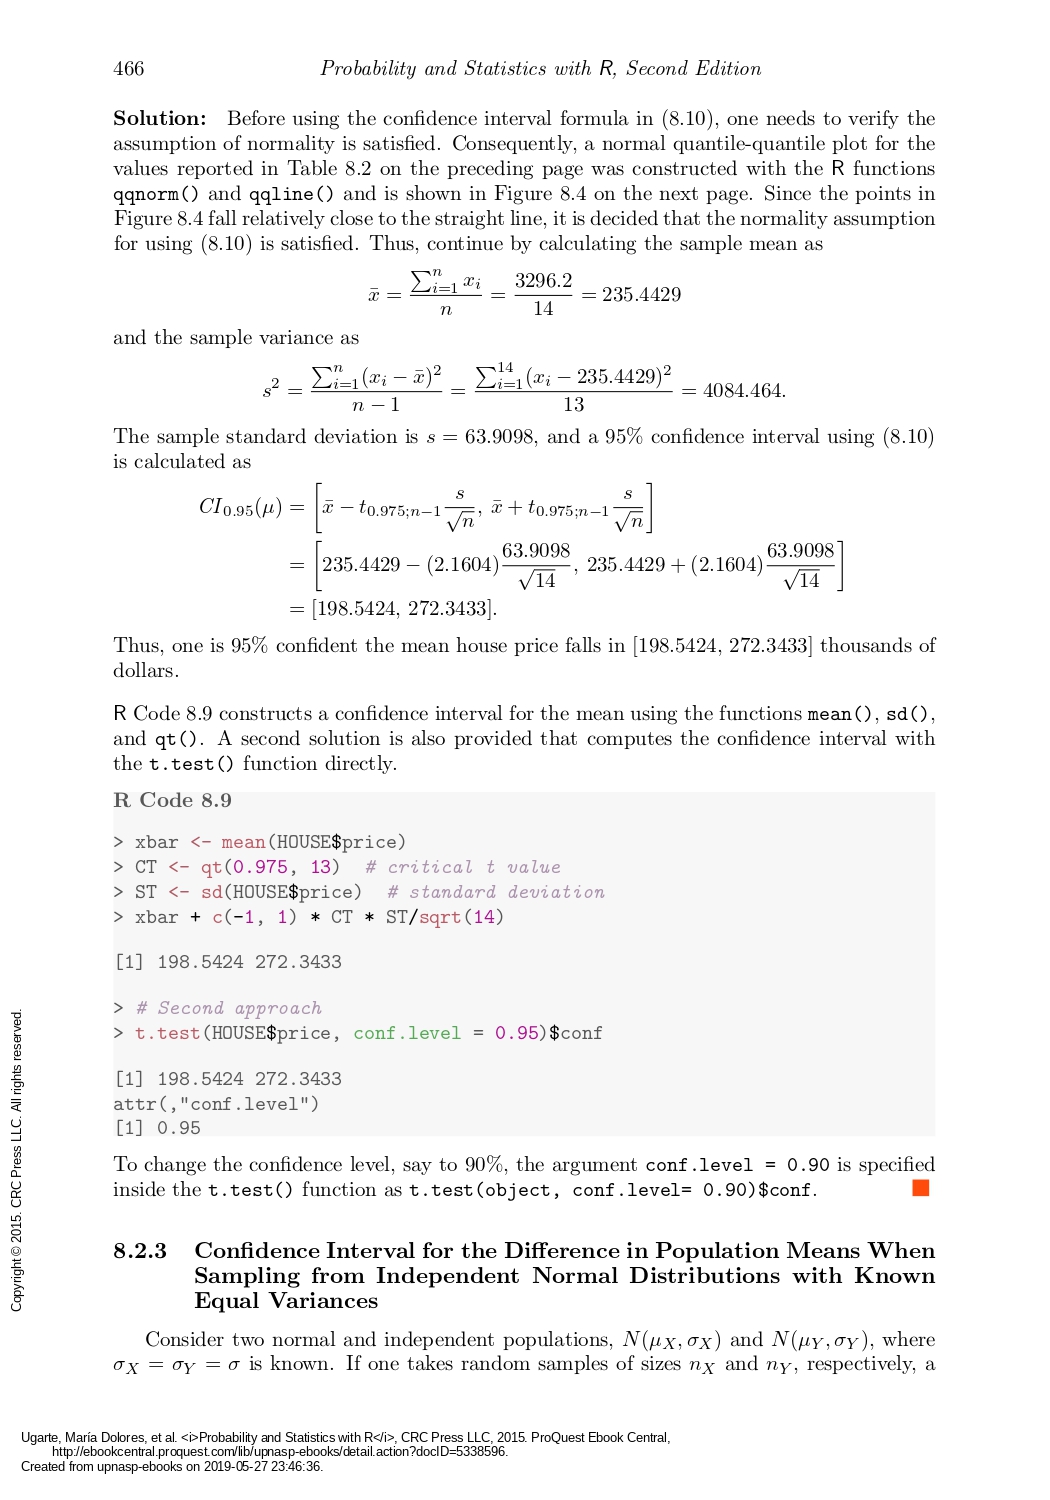 466 Probability and Statistics with R, Second Edition
Solution: Before using the confidence interval formula in (8.10), one needs to verify the
assumption of normality is satisfied. Consequently, a normal quantile-quantile plot for the
values reported in Table 8.2 on the preceding page was constructed with the R functions
qqnorm() and qqline() and is shown in Figure 8.4 on the next page. Since the points in
Figure 8.4 fall relatively close to the straight line, it is decided that the normality assumption
for using (8.10) is satisfied. Thus, continue by calculating the sample mean as
x̄ = \frac{\sum_{i=1}^{n} x_i}{n} = \frac{3296.2}{14} = 235.4429
and the sample variance as
s^2 = \frac{\sum_{i=1}^{n}(x_i − x̄)^2}{n − 1} = \frac{\sum_{i=1}^{14}(x_i − 235.4429)^2}{13} = 4084.464.
The sample standard deviation is s = 63.9098, and a 95% confidence interval using (8.10)
is calculated as
CI_{0.95}(μ) = [x̄ − t_{0.975;n−1} \frac{s}{\sqrt{n}}, x̄ + t_{0.975;n−1} \frac{s}{\sqrt{n}}]
= [235.4429 − (2.1604) \frac{63.9098}{\sqrt{14}}, 235.4429 + (2.1604) \frac{63.9098}{\sqrt{14}}]
= [198.5424, 272.3433].
Thus, one is 95% confident the mean house price falls in [198.5424, 272.3433] thousands of
dollars.
R Code 8.9 constructs a confidence interval for the mean using the functions mean(), sd(),
and qt(). A second solution is also provided that computes the confidence interval with
the t.test() function directly.
R Code 8.9
> xbar <- mean(HOUSE$price)
> CT <- qt(0.975, 13) # critical t value
> ST <- sd(HOUSE$price) # standard deviation
> xbar + c(-1, 1) * CT * ST/sqrt(14)
[1] 198.5424 272.3433
> # Second approach
> t.test(HOUSE$price, conf.level = 0.95)$conf
[1] 198.5424 272.3433
attr(,"conf.level")
[1] 0.95
To change the confidence level, say to 90%, the argument conf.level = 0.90 is specified
inside the t.test() function as t.test(object, conf.level= 0.90)$conf.
8.2.3 Confidence Interval for the Difference in Population Means When
Sampling from Independent Normal Distributions with Known
Equal Variances
Consider two normal and independent populations, N(μ_X, σ_X) and N(μ_Y, σ_Y), where
σ_X = σ_Y = σ is known. If one takes random samples of sizes n_X and n_Y, respectively, a
Copyright © 2015. CRC Press LLC. All rights reserved.
Ugarte, María Dolores, et al. <i>Probability and Statistics with R</i>, CRC Press LLC, 2015. ProQuest Ebook Central,
http://ebookcentral.proquest.com/lib/upnasp-ebooks/detail.action?docID=5338596.
Created from upnasp-ebooks on 2019-05-27 23:46:36.